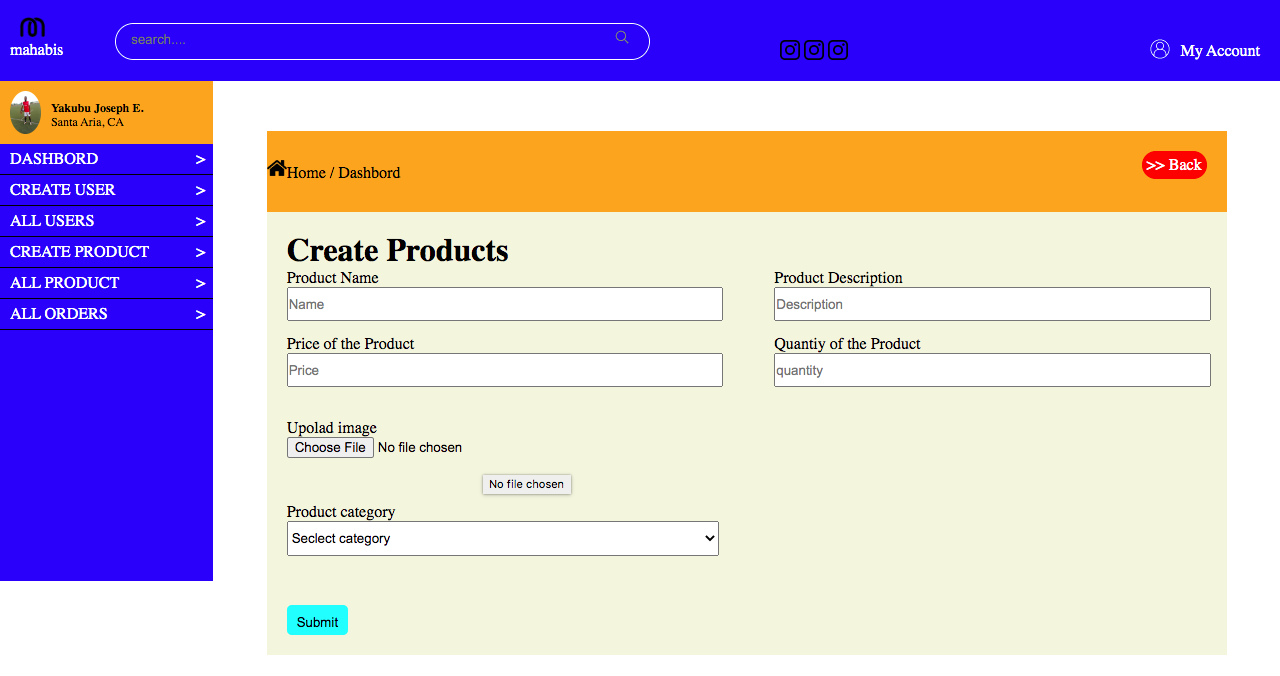 mahabis
search....
My Account
Yakubu Joseph E.
Santa Aria, CA
DASHBORD >
CREATE USER >
ALL USERS >
CREATE PRODUCT >
ALL PRODUCT >
ALL ORDERS >
Home / Dashbord
>> Back
Create Products
Product Name
Product Description
Name
Description
Price of the Product
Quantiy of the Product
Price
quantity
Upolad image
Choose File No file chosen
No file chosen
Product category
Seclect category
Submit